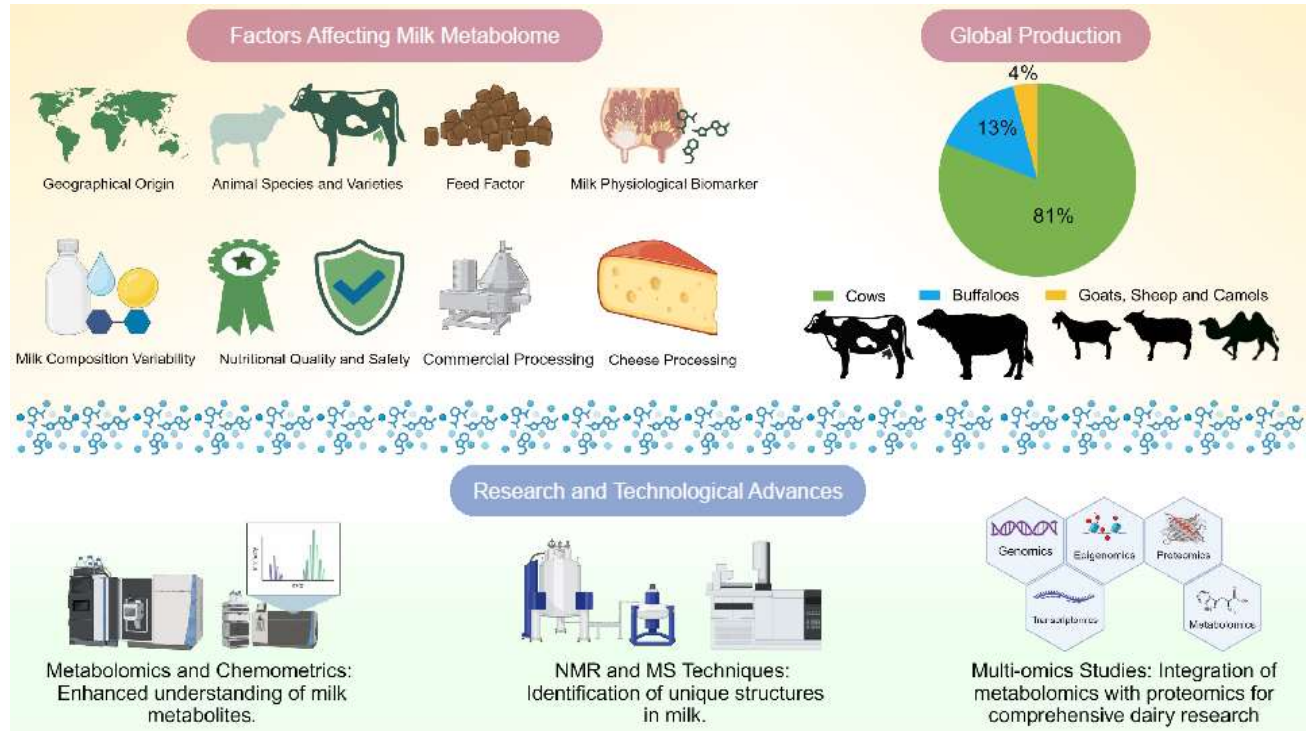 Factors Affecting Milk Metabolome
Global Production
Geographical Origin
Animal Species and Varieties
Feed Factor
Milk Physiological Biomarker
Milk Composition Variability
Nutritional Quality and Safety
Commercial Processing
Cheese Processing
4%
13%
81%
Cows
Buffaloes
Goats, Sheep and Camels
Research and Technological Advances
Metabolomics and Chemometrics:
Enhanced understanding of milk
metabolites.
NMR and MS Techniques:
Identification of unique structures
in milk.
Genomics
Epigenomics
Proteomics
Transcriptomics
Metabolomics
Multi-omics Studies: Integration of
metabolomics with proteomics for
comprehensive dairy research